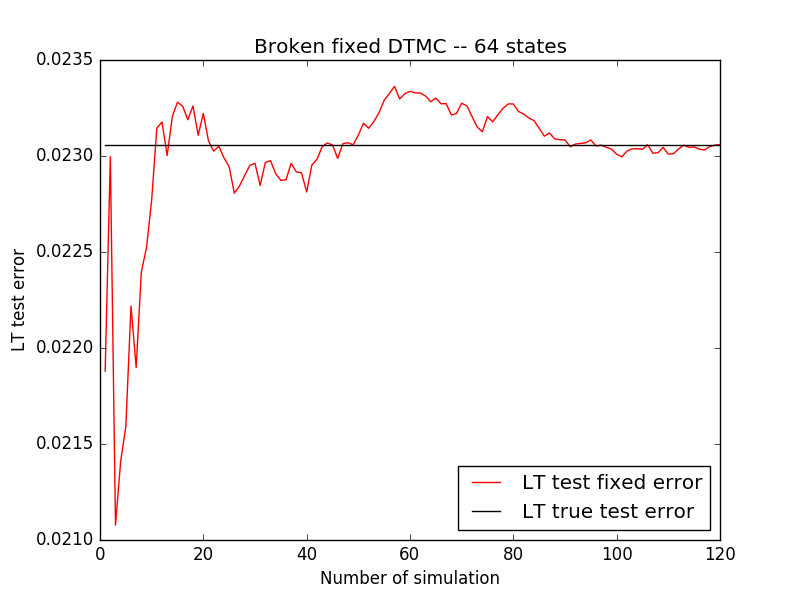 Broken fixed DTMC -- 64 states
0.0235
0.0230
0.0225
0.0220
0.0215
0.0210
LT test error
LT test fixed error
LT true test error
0 20 40 60 80 100 120
Number of simulation